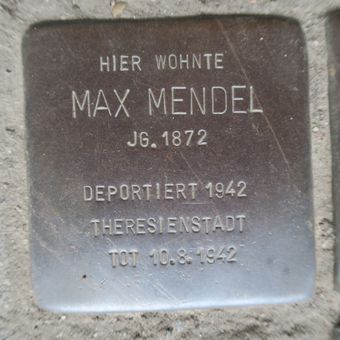 HIER WOHNTE
MAX MENDEL
JG. 1872
DEPORTIERT 1942
THERESIENSTADT
TOT 10.8.1942